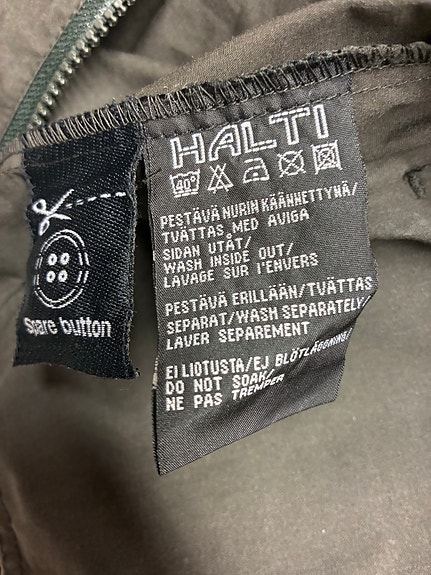 HALTI
40°
PESTÄVÄ NURIN KÄÄNNETTYNÄ/
TVÄTTAS MED AVIGA
SIDAN UTÅT/
WASH INSIDE OUT/
LAVAGE SUR L'ENVERS
PESTÄVÄ ERILLÄÄN/TVÄTTAS
SEPARAT/WASH SEPARATELY/
LAVER SEPAREMENT
EI LIOTUSTA/EJ BLÖTLÄGGNING/
DO NOT SOAK/
NE PAS TREMPER
Spare button